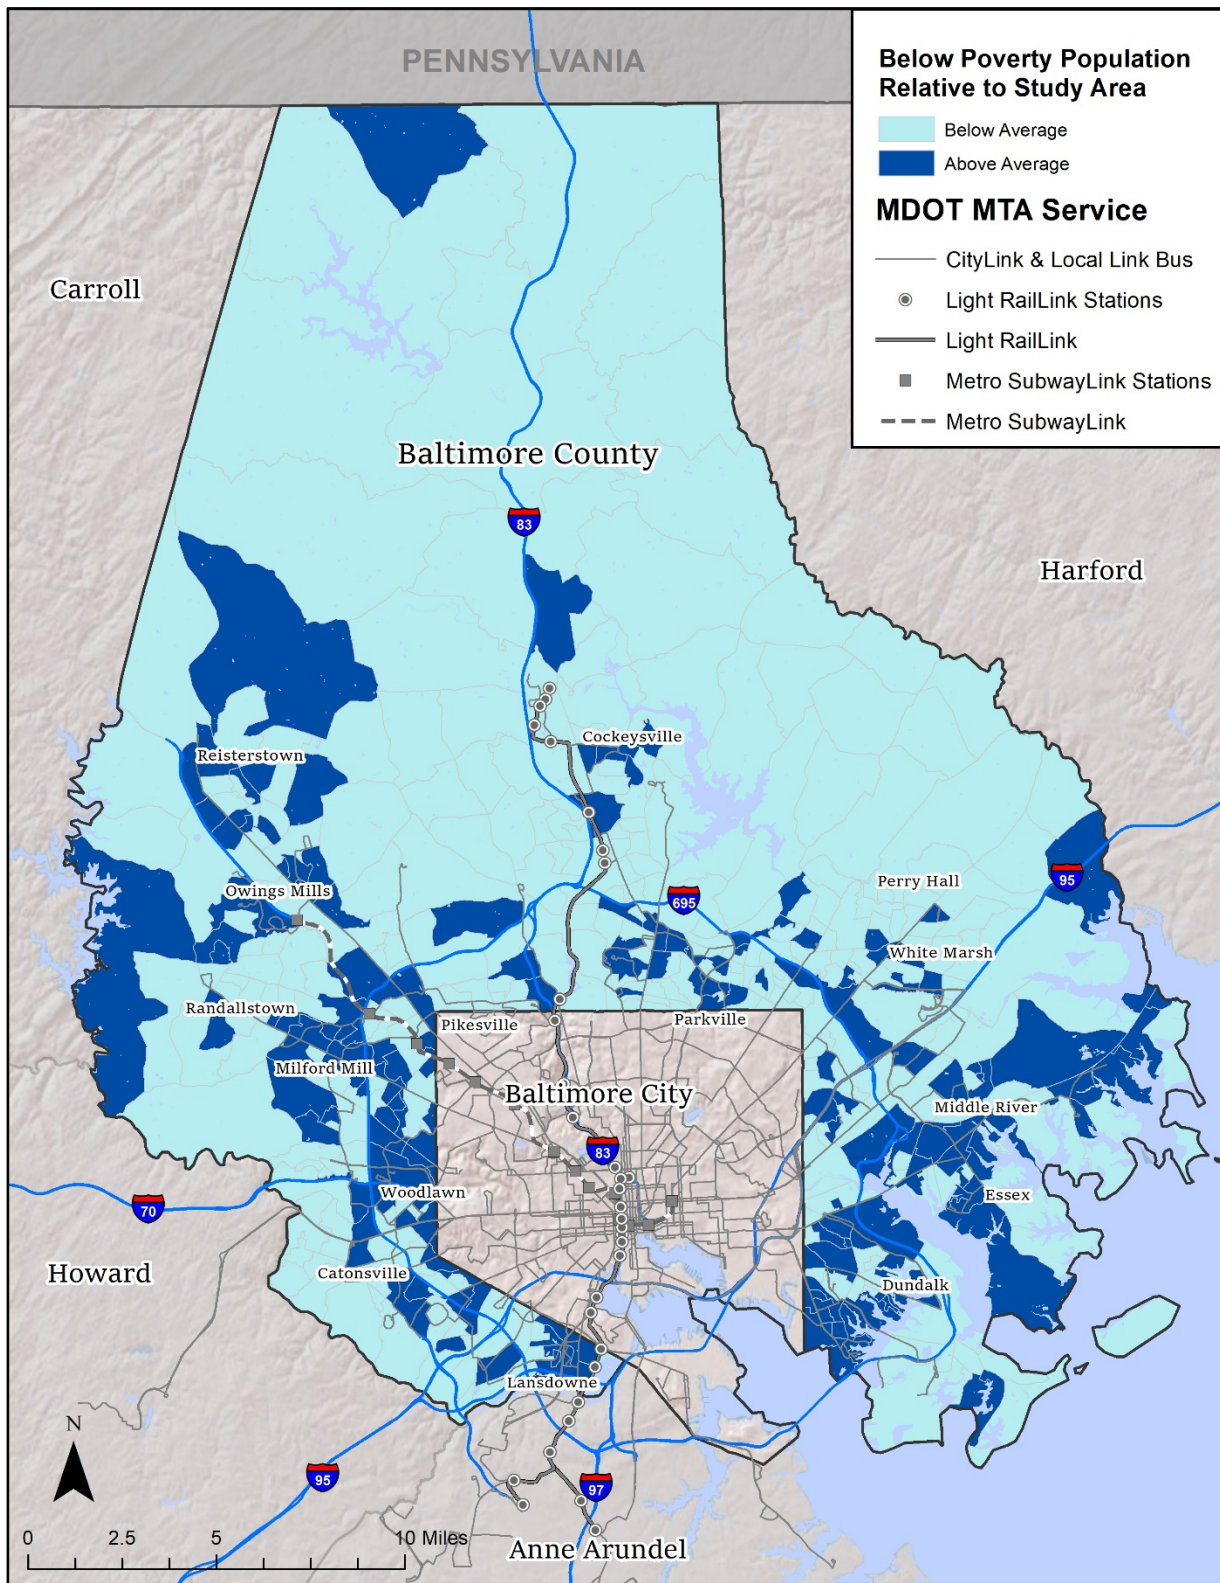 PENNSYLVANIA
Below Poverty Population
Relative to Study Area
Below Average
Above Average
MDOT MTA Service
CityLink & Local Link Bus
Light RailLink Stations
Light RailLink
Metro SubwayLink Stations
Metro SubwayLink
Carroll
Baltimore County
83
Harford
Cockeysville
Reisterstown
Owings Mills
Perry Hall
95
695
White Marsh
Randallstown
Pikesville
Parkville
Milford Mill
Baltimore City
Middle River
83
Woodlawn
Essex
70
Howard
Catonsville
Dundalk
Lansdowne
N
95
97
0
2.5
5
10 Miles
Anne Arundel